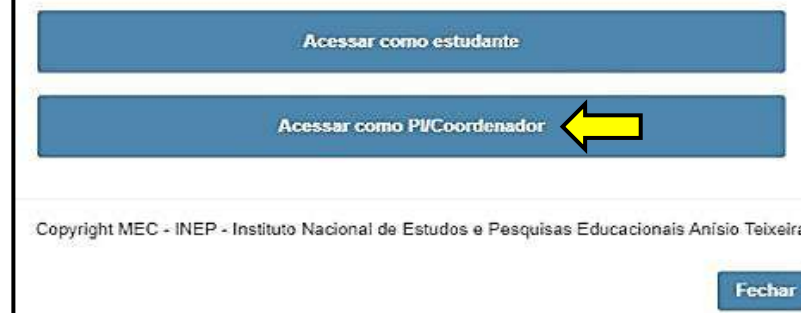 Acessar como estudante
Acessar como PI/Coordenador
Copyright MEC - INEP - Instituto Nacional de Estudos e Pesquisas Educacionais Anísio Teixeira
Fechar